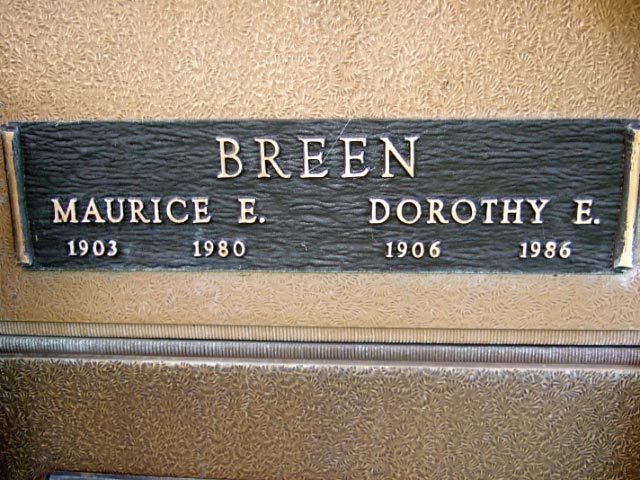 BREEN
MAURICE E. DOROTHY E.
1903 1980 1906 1986